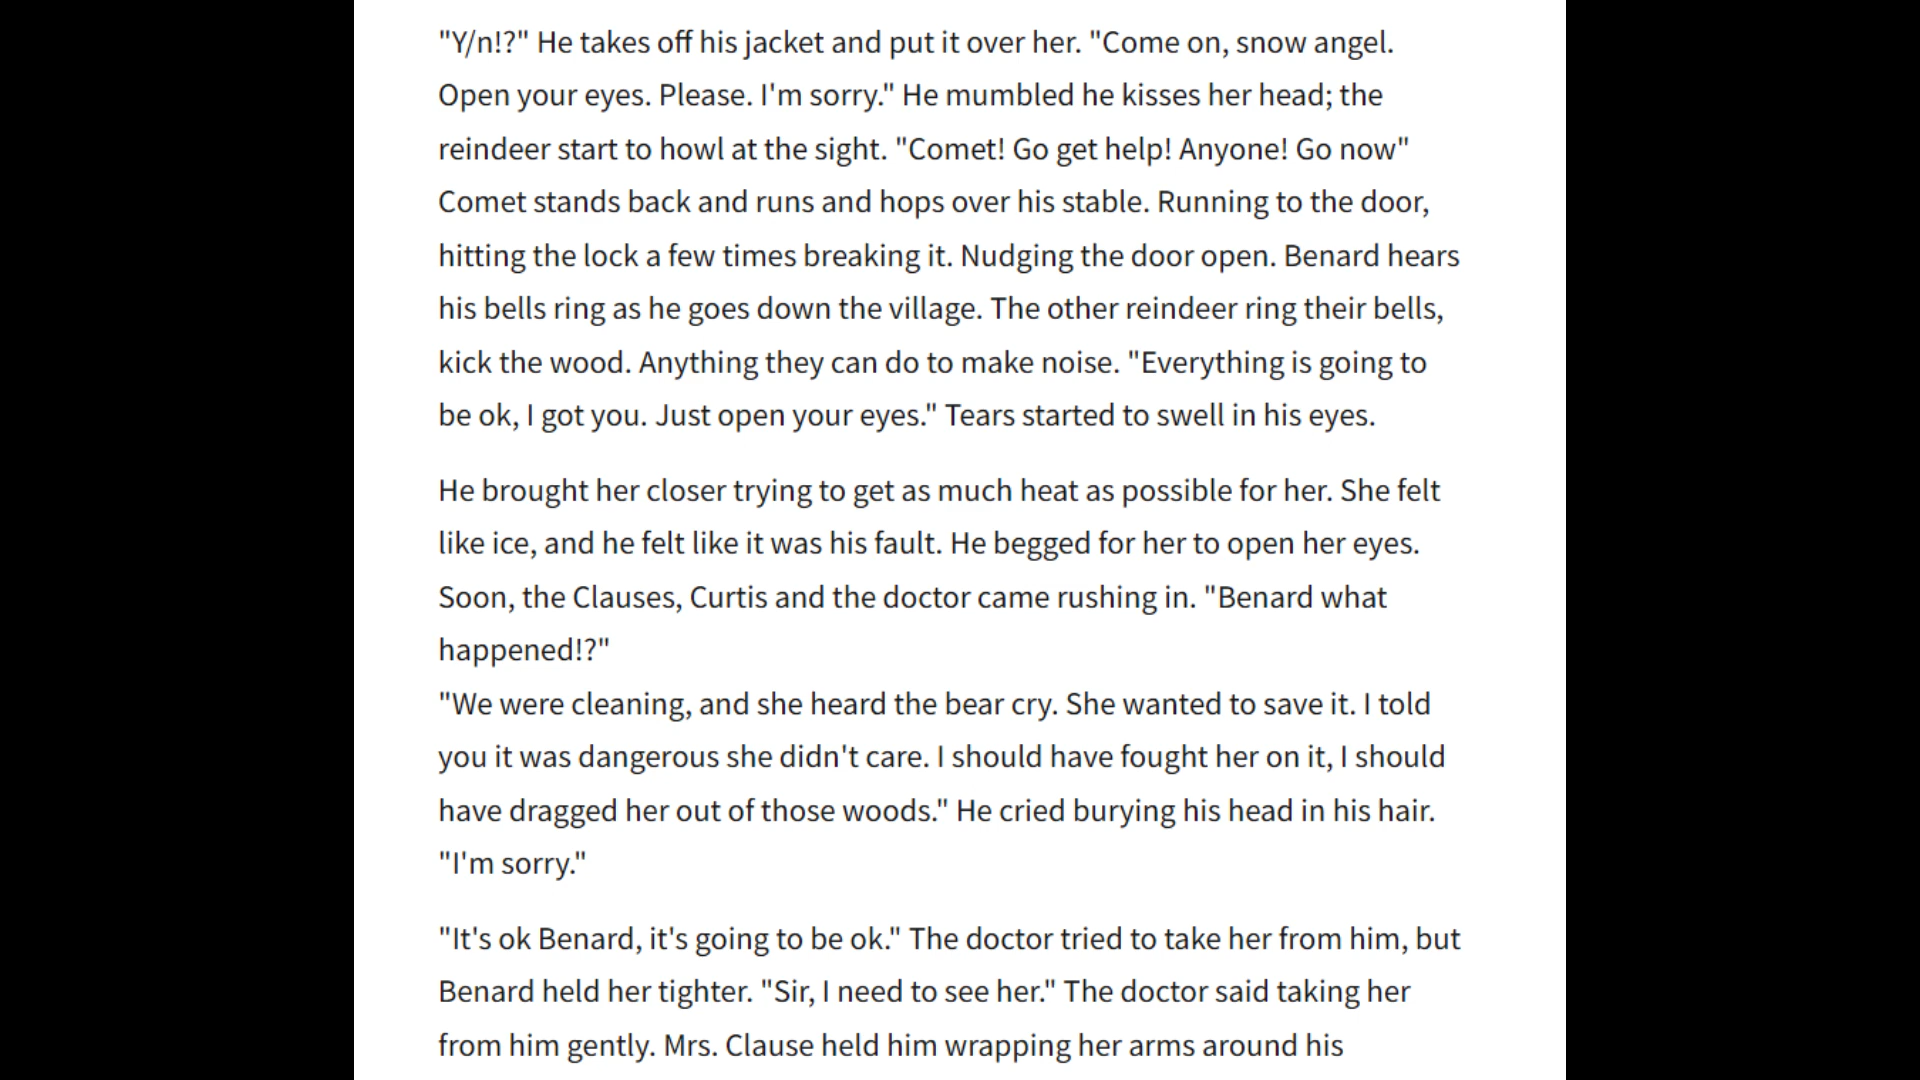 "Y/n!?" He takes off his jacket and put it over her. "Come on, snow angel.
Open your eyes. Please. I'm sorry." He mumbled he kisses her head; the
reindeer start to howl at the sight. "Comet! Go get help! Anyone! Go now"
Comet stands back and runs and hops over his stable. Running to the door,
hitting the lock a few times breaking it. Nudging the door open. Benard hears
his bells ring as he goes down the village. The other reindeer ring their bells,
kick the wood. Anything they can do to make noise. "Everything is going to
be ok, I got you. Just open your eyes." Tears started to swell in his eyes.
He brought her closer trying to get as much heat as possible for her. She felt
like ice, and he felt like it was his fault. He begged for her to open her eyes.
Soon, the Clauses, Curtis and the doctor came rushing in. "Benard what
happened!?"
"We were cleaning, and she heard the bear cry. She wanted to save it. I told
you it was dangerous she didn't care. I should have fought her on it, I should
have dragged her out of those woods." He cried burying his head in his hair.
"I'm sorry."
"It's ok Benard, it's going to be ok." The doctor tried to take her from him, but
Benard held her tighter. "Sir, I need to see her." The doctor said taking her
from him gently. Mrs. Clause held him wrapping her arms around his